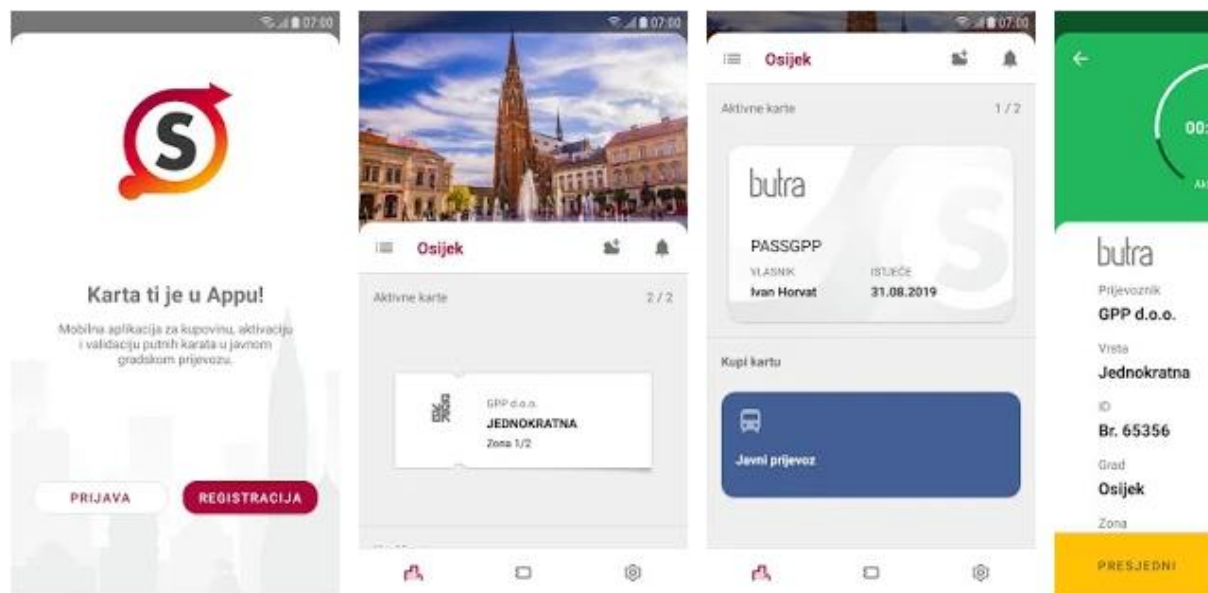 07:00
S
Karta ti je u Appu!
Mobilna aplikacija za kupovinu, aktivaciju
i validaciju putnih karata u javnom
gradskom prijevozu.
PRIJAVA
REGISTRACIJA
07:00
Osijek
Aktivne karte
2 / 2
GPP d.o.o.
JEDNOKRATNA
Zona 1/2
07:00
Osijek
Aktivne karte
1 / 2
butra
S
PASSGPP
VLASNIK
ISTJEČE
Ivan Horvat
31.08.2019
Kupi kartu
Javni prijevoz
00:
butra
Prijevoznik
GPP d.o.o.
Vrsta
Jednokratna
ID
Br. 65356
Grad
Osijek
Zona
PRESJEDNI